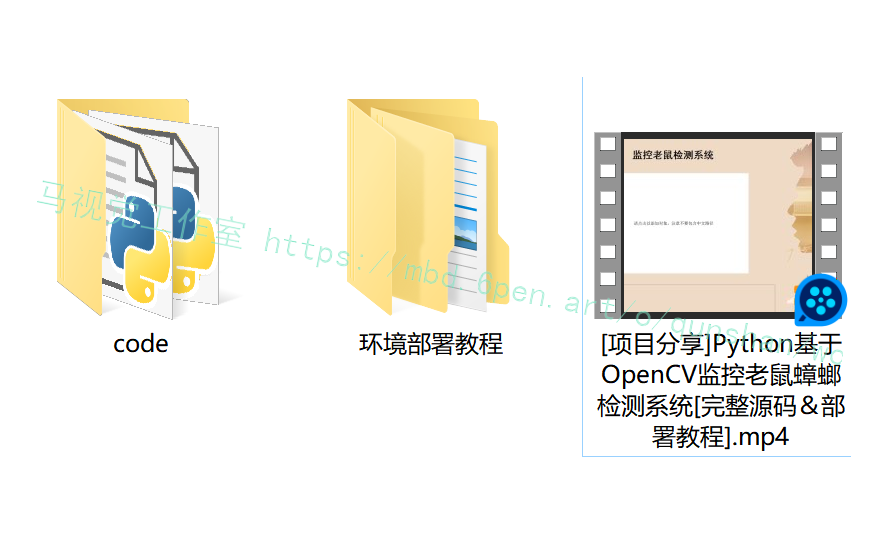 监控老鼠检测系统
马视觉工作室 https://mbd.6pen.art/o/qunshan.wo
code
环境部署教程
[项目分享]Python基于
OpenCV监控老鼠蟑螂
检测系统[完整源码＆部
署教程].mp4